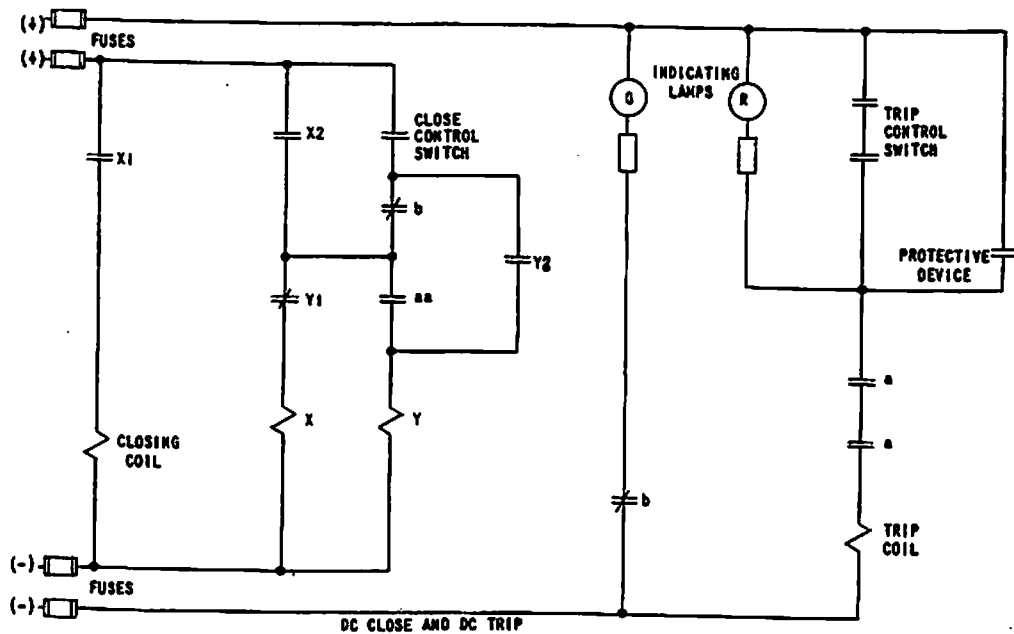 (+)
FUSES
(+)
INDICATING
LAMPS
G
R
X1
X2
CLOSE
CONTROL
SWITCH
TRIP
CONTROL
SWITCH
b
Y2
PROTECTIVE
DEVICE
Y1
aa
a
X
Y
CLOSING
COIL
a
b
TRIP
COIL
(-)
FUSES
(-)
DC CLOSE AND DC TRIP